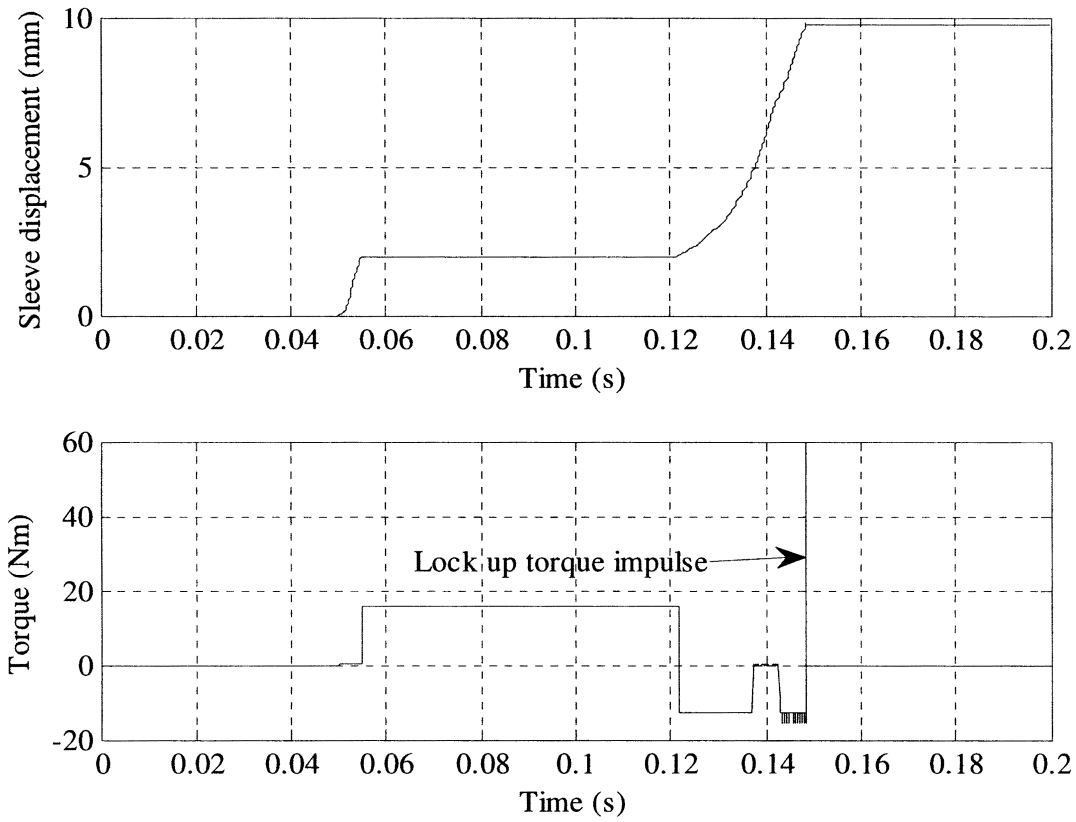 Sleeve displacement (mm)
10
5
0
0 0.02 0.04 0.06 0.08 0.1 0.12 0.14 0.16 0.18 0.2
Time (s)
Torque (Nm)
60
40
20
0
-20
Lock up torque impulse
0 0.02 0.04 0.06 0.08 0.1 0.12 0.14 0.16 0.18 0.2
Time (s)